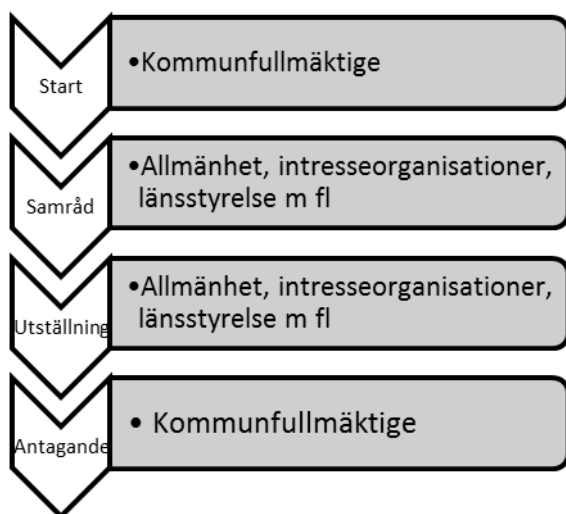 Start
•Kommunfullmäktige
Samråd
•Allmänhet, intresseorganisationer,
länsstyrelse m fl
Utställning
•Allmänhet, intresseorganisationer,
länsstyrelse m fl
Antagande
• Kommunfullmäktige